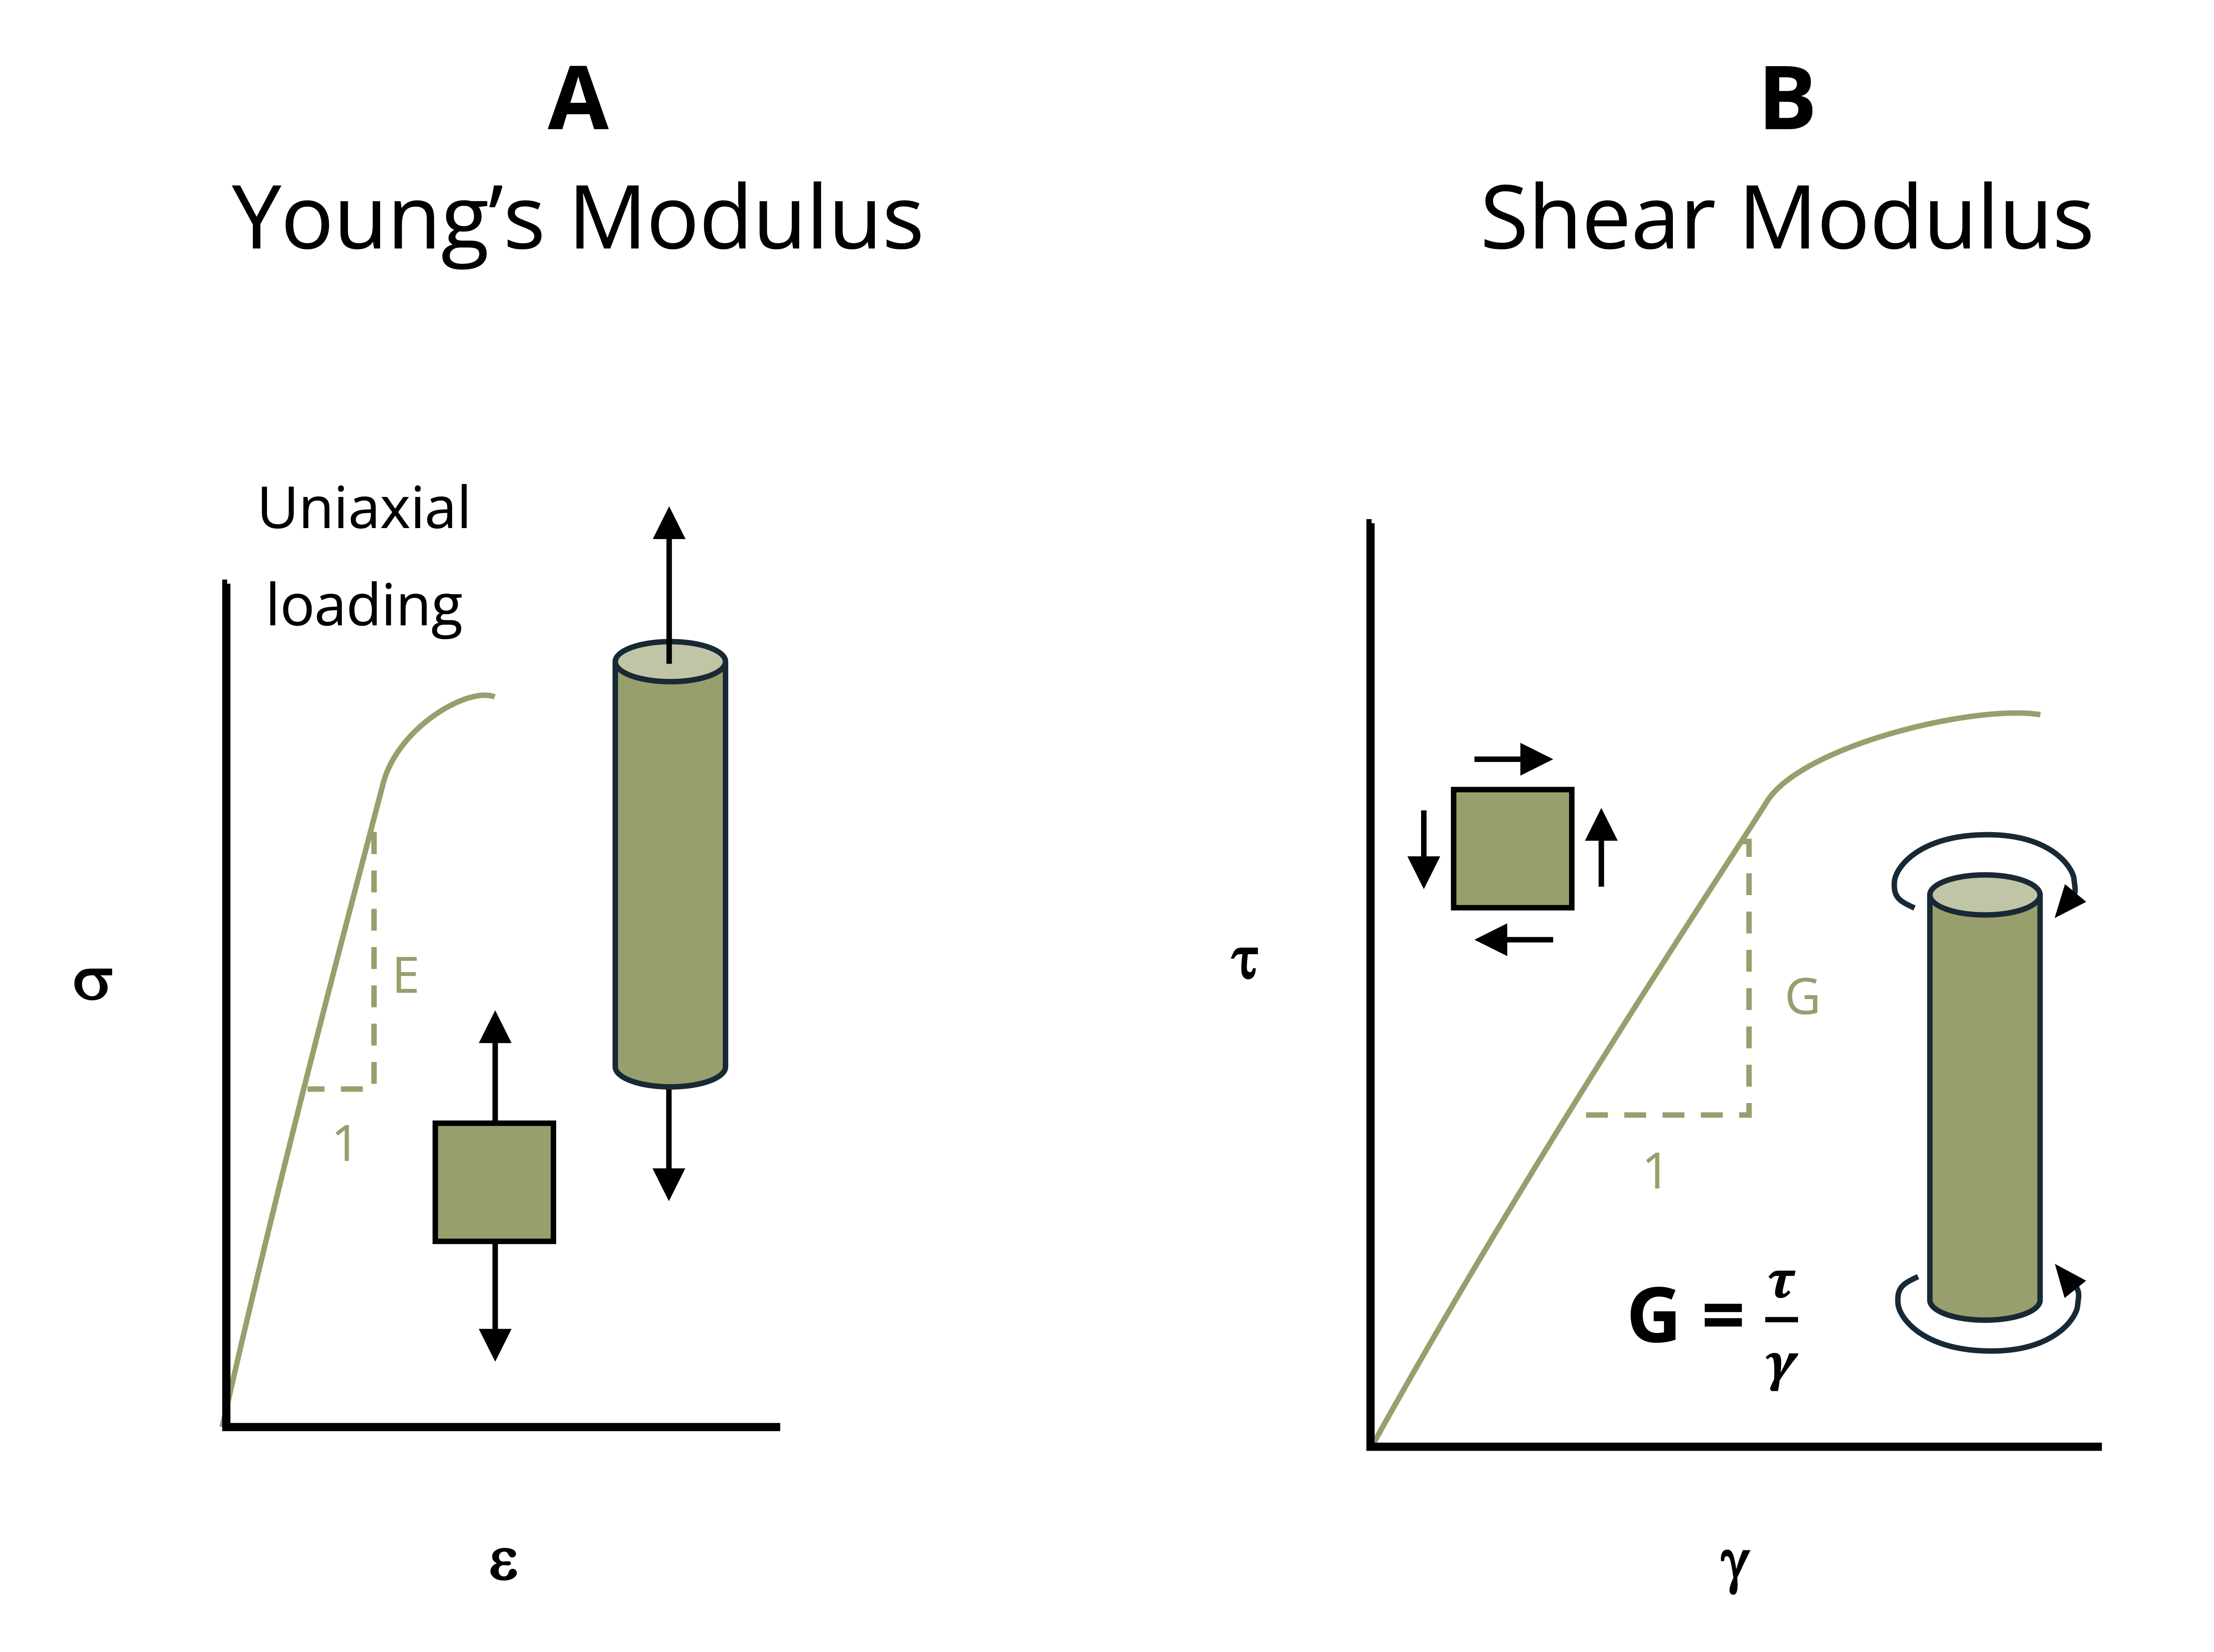 A
Young’s Modulus
Uniaxial
loading
σ
E
1
ε
B
Shear Modulus
τ
G
1
G = τ/γ
γ